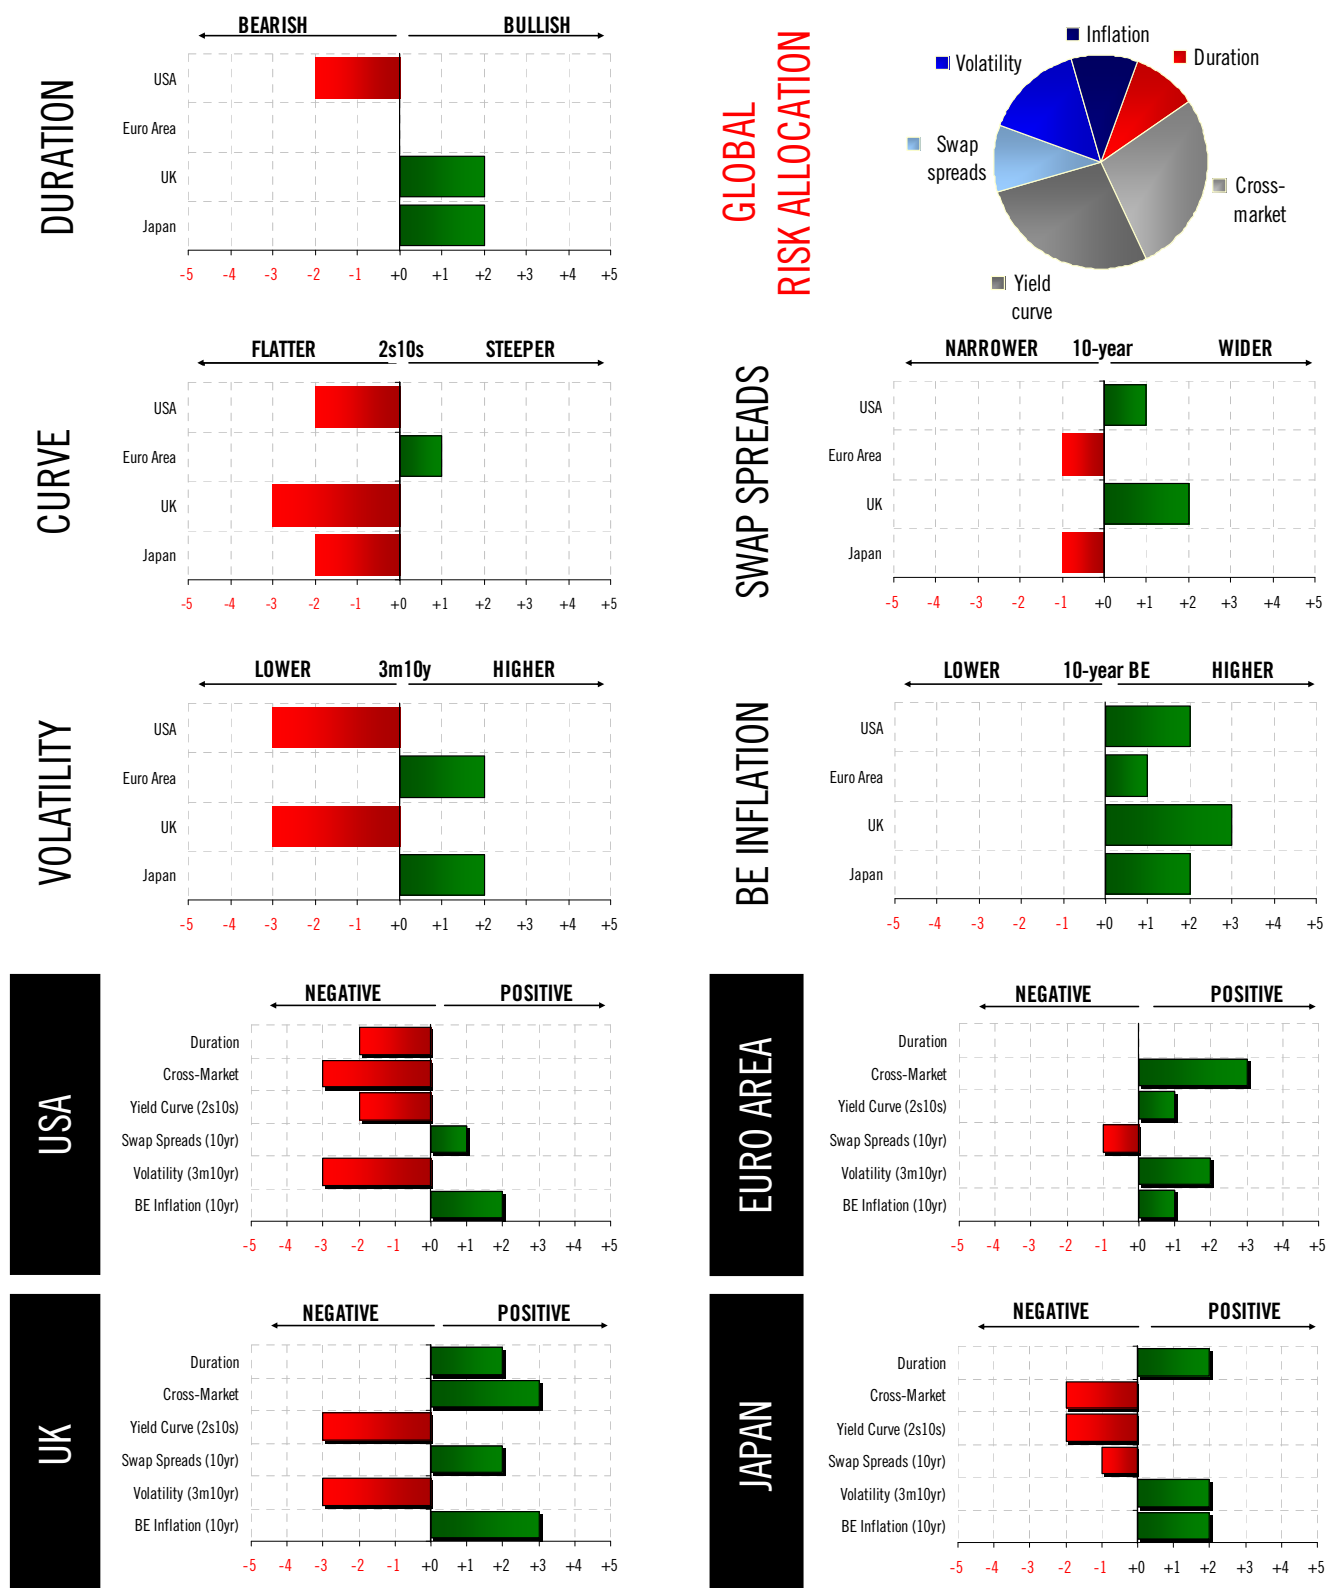 DURATION
BEARISH BULLISH
USA
Euro Area
UK
Japan
-5 -4 -3 -2 -1 +0 +1 +2 +3 +4 +5
GLOBAL
RISK ALLOCATION
Inflation
Duration
Volatility
Swap
spreads
Cross-
market
Yield
curve
CURVE
FLATTER 2s10s STEEPER
USA
Euro Area
UK
Japan
-5 -4 -3 -2 -1 +0 +1 +2 +3 +4 +5
SWAP SPREADS
NARROWER 10-year WIDER
USA
Euro Area
UK
Japan
-5 -4 -3 -2 -1 +0 +1 +2 +3 +4 +5
VOLATILITY
LOWER 3m10y HIGHER
USA
Euro Area
UK
Japan
-5 -4 -3 -2 -1 +0 +1 +2 +3 +4 +5
BE INFLATION
LOWER 10-year BE HIGHER
USA
Euro Area
UK
Japan
-5 -4 -3 -2 -1 +0 +1 +2 +3 +4 +5
USA
NEGATIVE POSITIVE
Duration
Cross-Market
Yield Curve (2s10s)
Swap Spreads (10yr)
Volatility (3m10yr)
BE Inflation (10yr)
-5 -4 -3 -2 -1 +0 +1 +2 +3 +4 +5
EURO AREA
NEGATIVE POSITIVE
Duration
Cross-Market
Yield Curve (2s10s)
Swap Spreads (10yr)
Volatility (3m10yr)
BE Inflation (10yr)
-5 -4 -3 -2 -1 +0 +1 +2 +3 +4 +5
UK
NEGATIVE POSITIVE
Duration
Cross-Market
Yield Curve (2s10s)
Swap Spreads (10yr)
Volatility (3m10yr)
BE Inflation (10yr)
-5 -4 -3 -2 -1 +0 +1 +2 +3 +4 +5
JAPAN
NEGATIVE POSITIVE
Duration
Cross-Market
Yield Curve (2s10s)
Swap Spreads (10yr)
Volatility (3m10yr)
BE Inflation (10yr)
-5 -4 -3 -2 -1 +0 +1 +2 +3 +4 +5